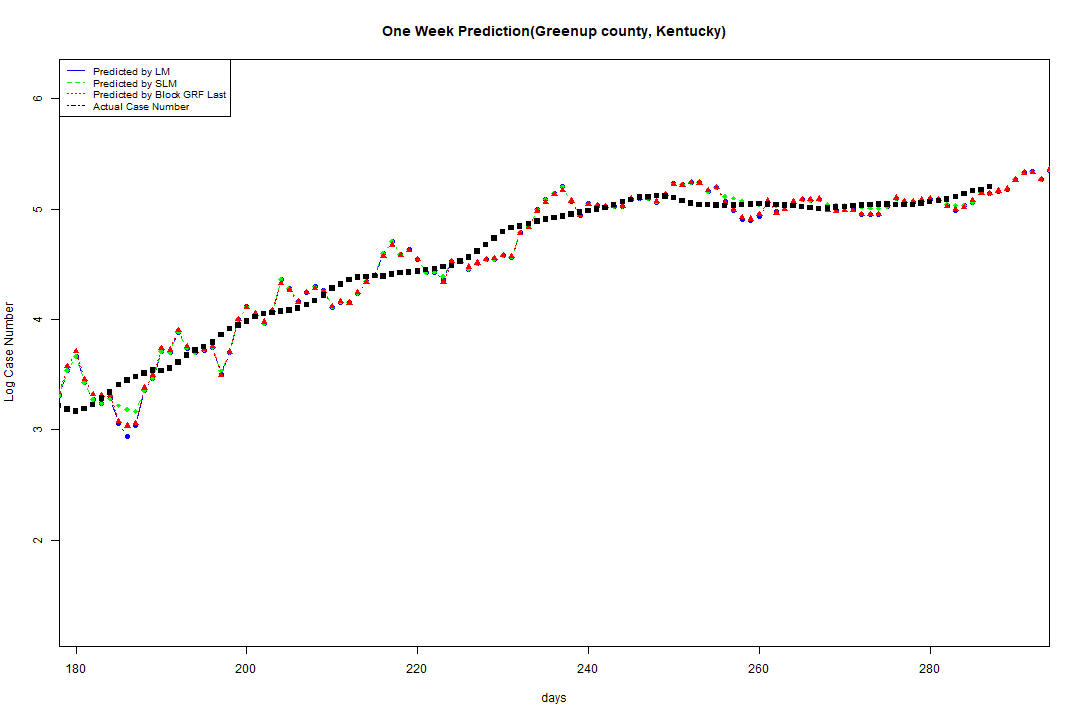 One Week Prediction(Greenup county, Kentucky)
Predicted by LM
Predicted by SLM
Predicted by Block GRF Last
Actual Case Number
6
5
4
3
2
Log Case Number
180 200 220 240 260 280
days